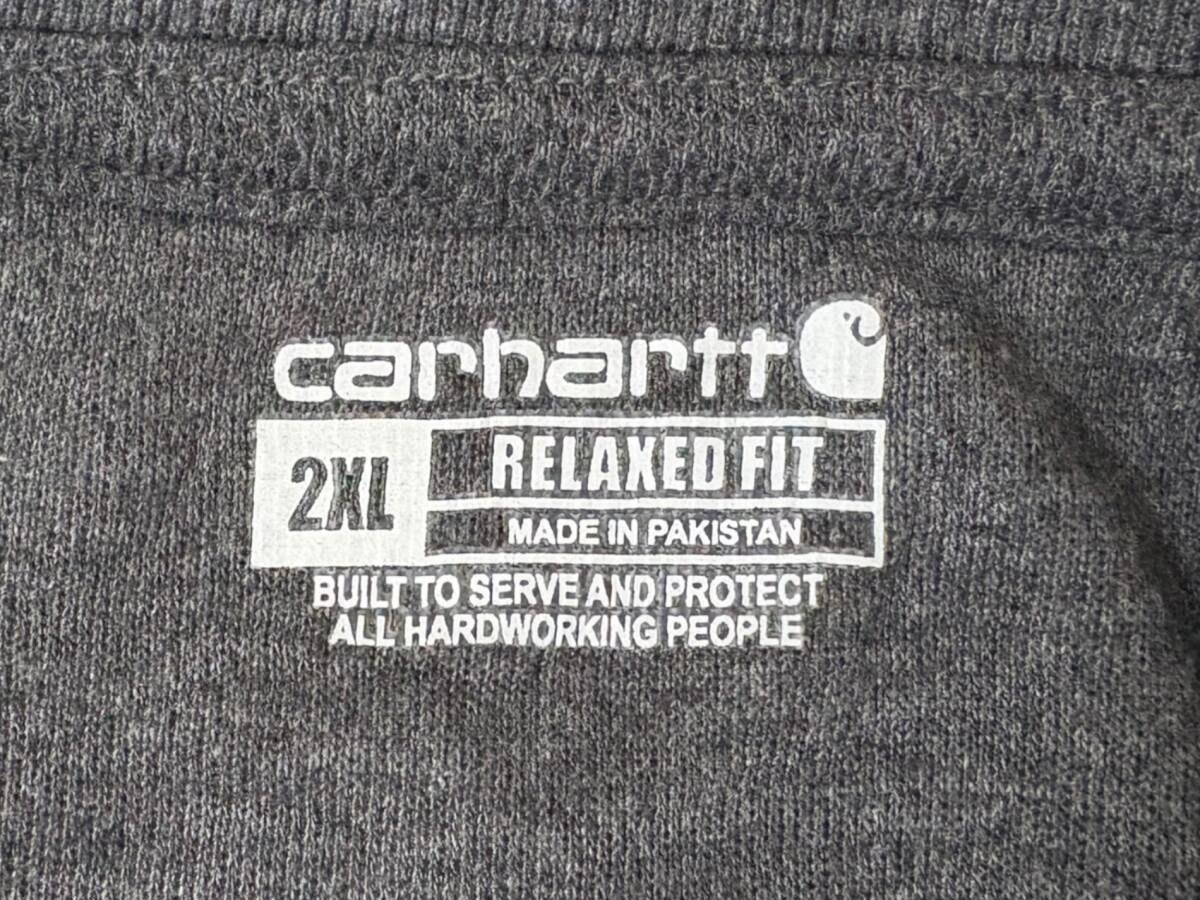 carhartt
2XL
RELAXED FIT
MADE IN PAKISTAN
BUILT TO SERVE AND PROTECT
ALL HARDWORKING PEOPLE